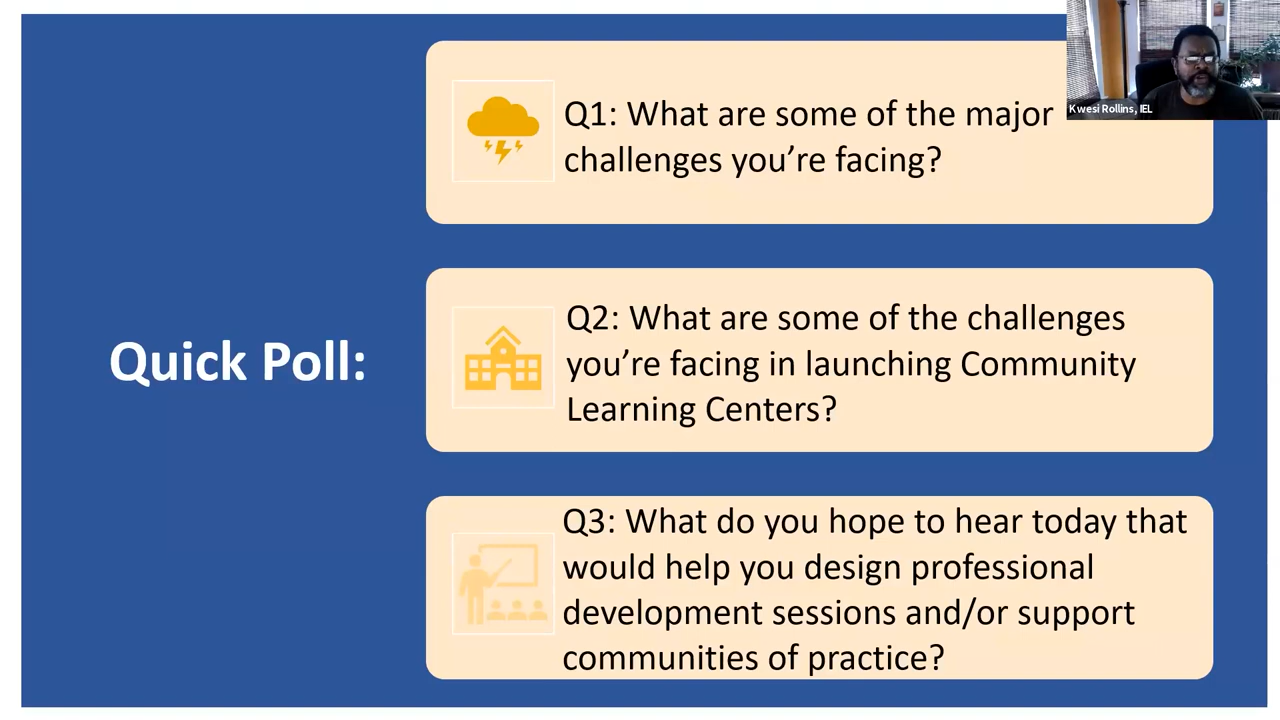 Quick Poll:
Q1: What are some of the major
challenges you’re facing?
Q2: What are some of the challenges
you’re facing in launching Community
Learning Centers?
Q3: What do you hope to hear today that
would help you design professional
development sessions and/or support
communities of practice?
Kwesi Rollins, IEL